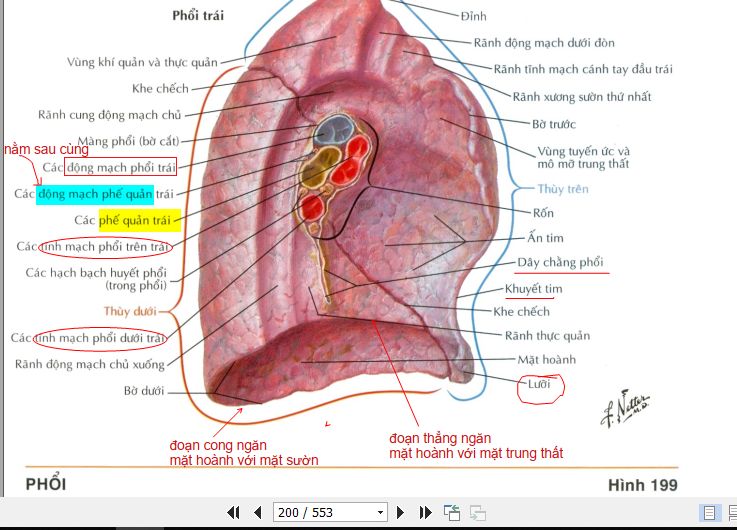 Phổi trái
Đỉnh
Rãnh động mạch dưới đòn
Vùng khí quản và thực quản
Rãnh tĩnh mạch cánh tay đầu trái
Khe chếch
Rãnh xương sườn thứ nhất
Rãnh cung động mạch chủ
Bờ trước
Màng phổi (bờ cắt)
nằm sau cùng
Vùng tuyến ức và
mô mỡ trung thất
Các động mạch phổi trái
Các động mạch phế quản trái
Thùy trên
Các phế quản trái
Rốn
Các tĩnh mạch phổi trên trái
Ấn tim
Các hạch bạch huyết phổi
(trong phổi)
Dây chằng phổi
Khuyết tim
Thùy dưới
Khe chếch
Các tĩnh mạch phổi dưới trái
Rãnh thực quản
Rãnh động mạch chủ xuống
Mặt hoành
Bờ dưới
Lưỡi
F. Netter
M.D.
đoạn cong ngăn
mặt hoành với mặt sườn
đoạn thẳng ngăn
mặt hoành với mặt trung thất
PHỔI
Hình 199
200 / 553